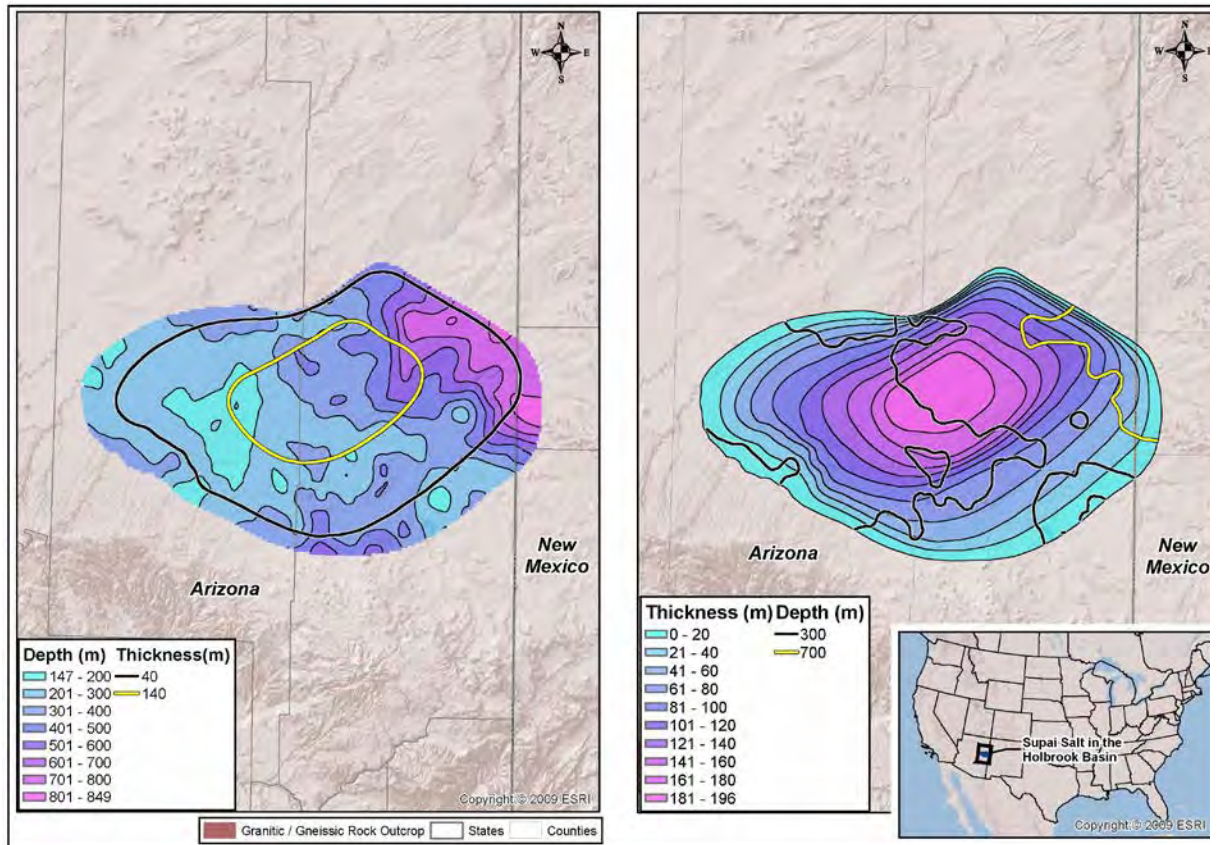 N
W E
S
Arizona
New
Mexico
Depth (m) Thickness(m)
147 - 200 40
201 - 300 140
301 - 400
401 - 500
501 - 600
601 - 700
701 - 800
801 - 849
Copyright:© 2009 ESRI
Granitic / Gneissic Rock Outcrop States Counties
N
W E
S
Arizona
New
Mexico
Thickness (m) Depth (m)
0 - 20 300
21 - 40 700
41 - 60
61 - 80
81 - 100
101 - 120
121 - 140
141 - 160
161 - 180
181 - 196
Supai Salt in the
Holbrook Basin
Copyright:© 2009 ESRI